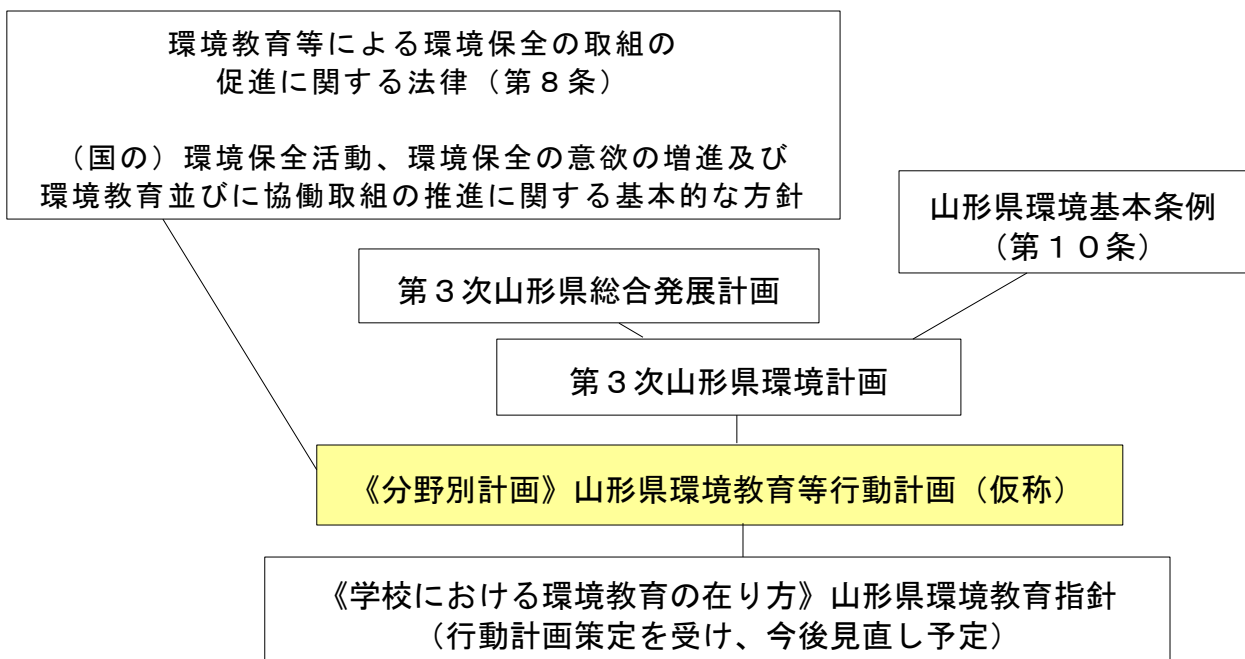 環境教育等による環境保全の取組の
促進に関する法律（第８条）
（国の）環境保全活動、環境保全の意欲の増進及び
環境教育並びに協働取組の推進に関する基本的な方針
山形県環境基本条例
（第１０条）
第３次山形県総合発展計画
第３次山形県環境計画
《分野別計画》山形県環境教育等行動計画（仮称）
《学校における環境教育の在り方》山形県環境教育指針
（行動計画策定を受け、今後見直し予定）